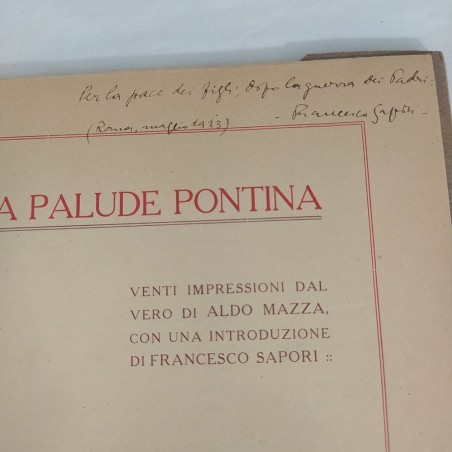 Per la pace dei figli, dopo la guerra dei Padri -
(Roma, maggio 1923) - Francesco Sapori -
A PALUDE PONTINA
VENTI IMPRESSIONI DAL
VERO DI ALDO MAZZA,
CON UNA INTRODUZIONE
DI FRANCESCO SAPORI ::